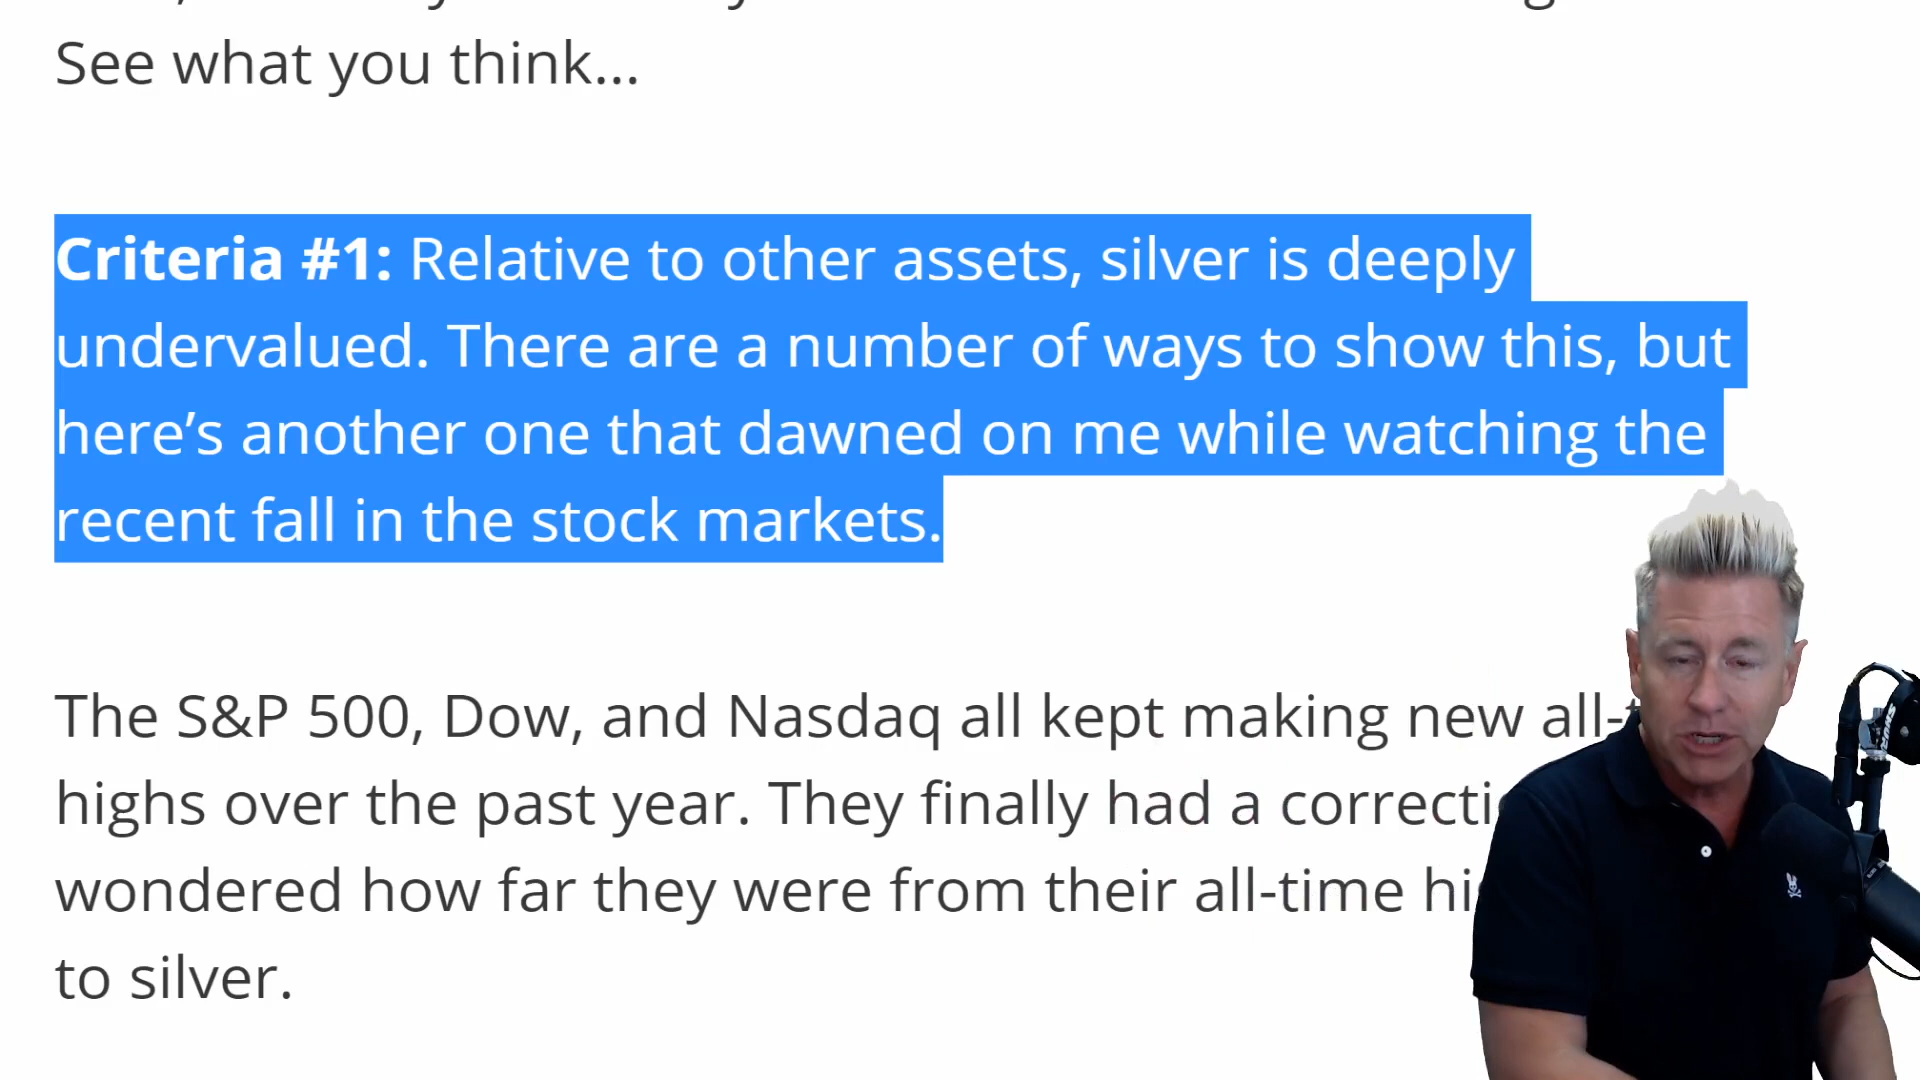 See what you think...
Criteria #1: Relative to other assets, silver is deeply
undervalued. There are a number of ways to show this, but
here’s another one that dawned on me while watching the
recent fall in the stock markets.
The S&P 500, Dow, and Nasdaq all kept making new
highs over the past year. They finally had a
wondered how far they were from their all-time
to silver.